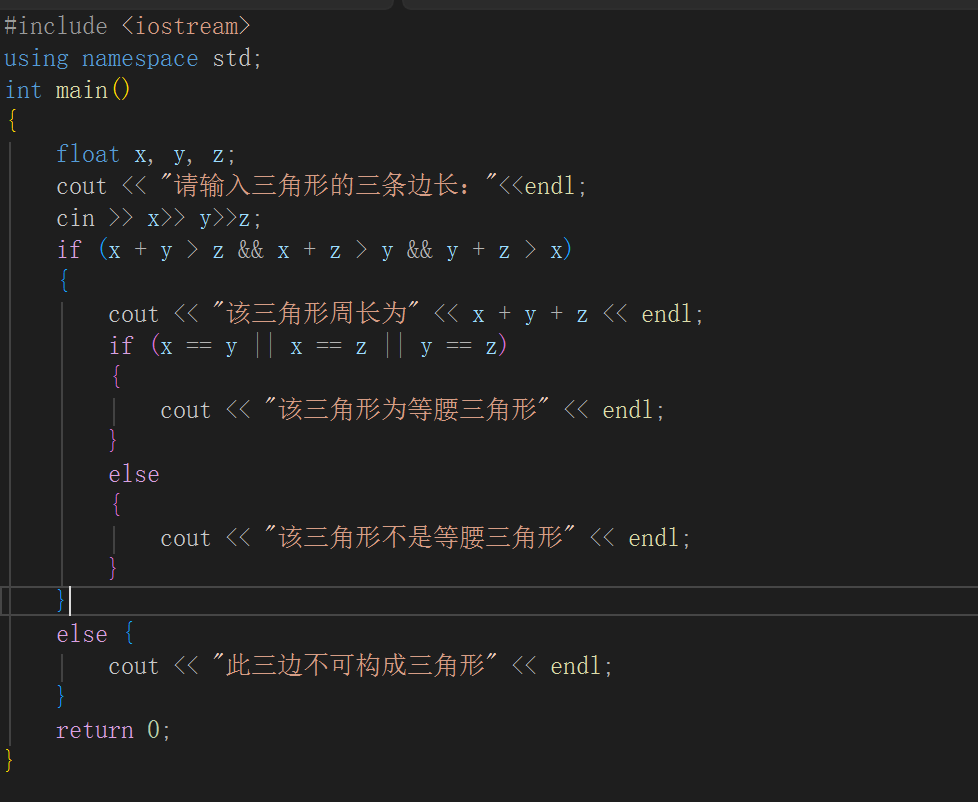 #include <iostream>
using namespace std;
int main()
{
    float x, y, z;
    cout << "请输入三角形的三条边长："<<endl;
    cin >> x>> y>>z;
    if (x + y > z && x + z > y && y + z > x)
    {
        cout << "该三角形周长为" << x + y + z << endl;
        if (x == y || x == z || y == z)
        {
            cout << "该三角形为等腰三角形" << endl;
        }
        else
        {
            cout << "该三角形不是等腰三角形" << endl;
        }
    }
    else {
        cout << "此三边不可构成三角形" << endl;
    }
    return 0;
}